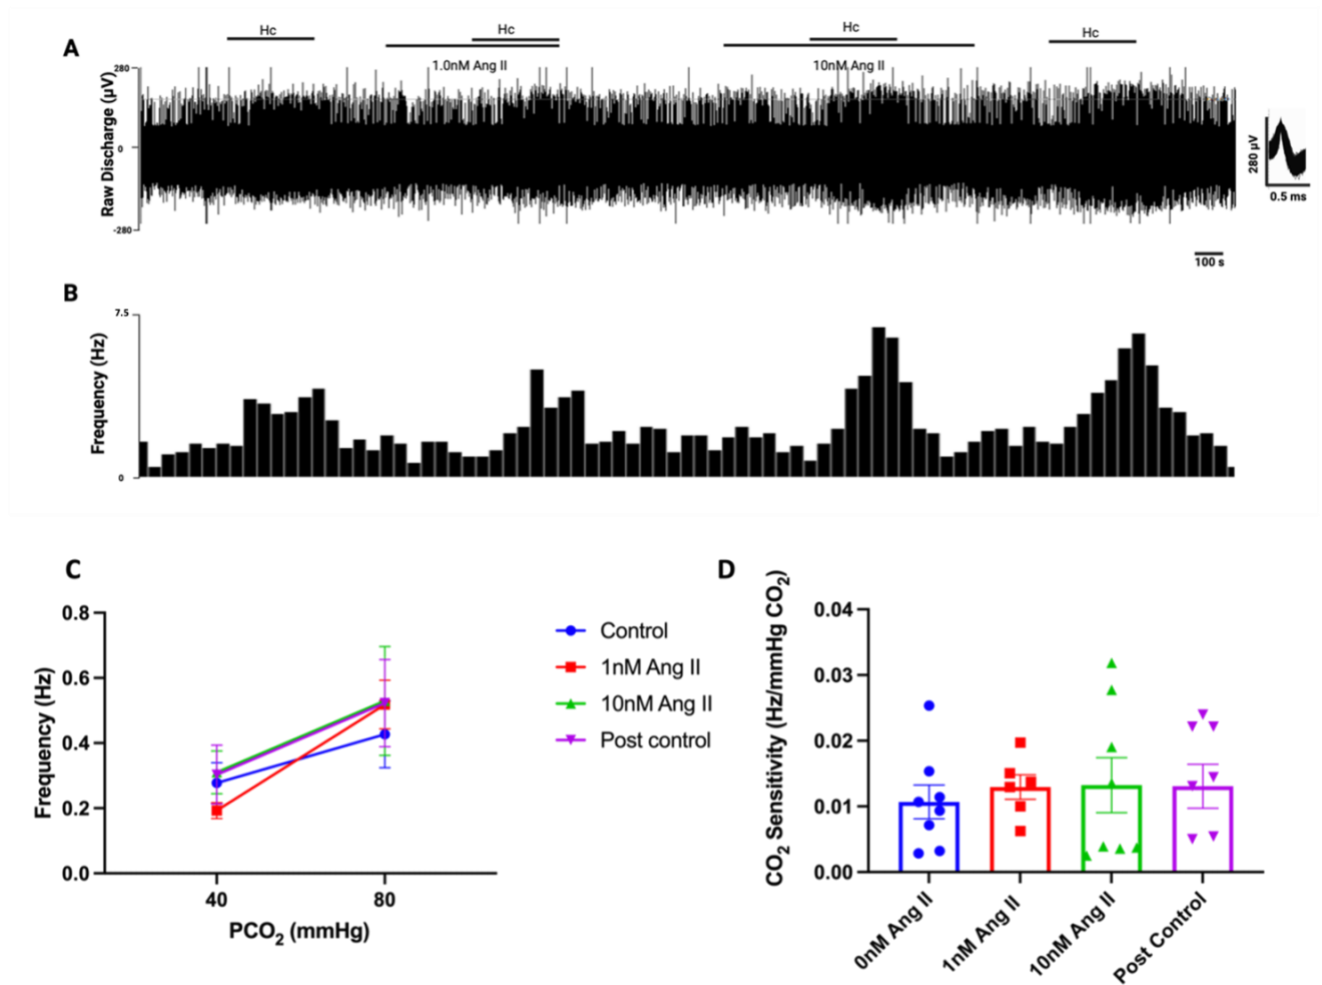 A
Hc
Hc
Hc
Hc
1.0nM Ang II
10nM Ang II
Raw Discharge (µV)
280
0
-280
280 µV
0.5 ms
100 s
B
Frequency (Hz)
7.5
0
C
Frequency (Hz)
0.8
0.6
0.4
0.2
0.0
40
80
PCO2 (mmHg)
Control
1nM Ang II
10nM Ang II
Post control
D
CO2 Sensitivity (Hz/mmHg CO2)
0.04
0.03
0.02
0.01
0.00
0nM Ang II
1nM Ang II
10nM Ang II
Post Control